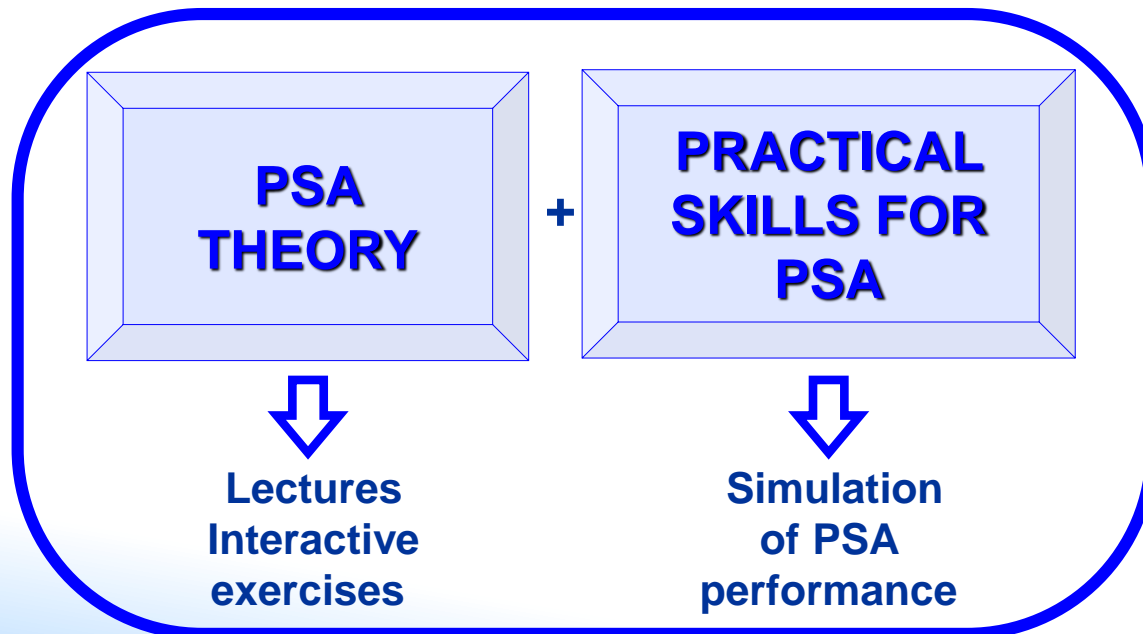 PSA
THEORY
+
PRACTICAL
SKILLS FOR
PSA
Lectures
Interactive
exercises
Simulation
of PSA
performance